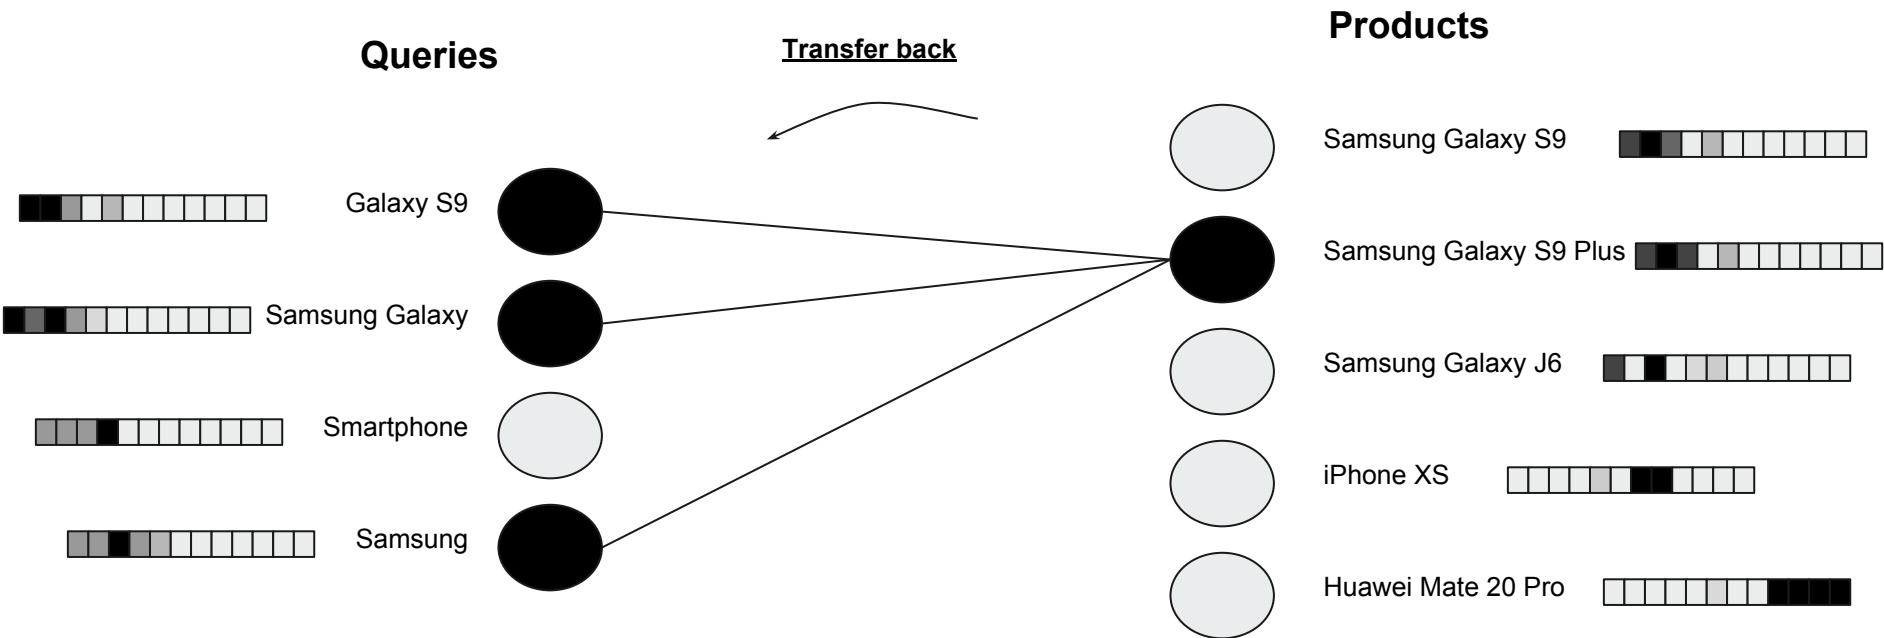 Queries
Transfer back
Products
Galaxy S9
Samsung Galaxy
Smartphone
Samsung
Samsung Galaxy S9
Samsung Galaxy S9 Plus
Samsung Galaxy J6
iPhone XS
Huawei Mate 20 Pro